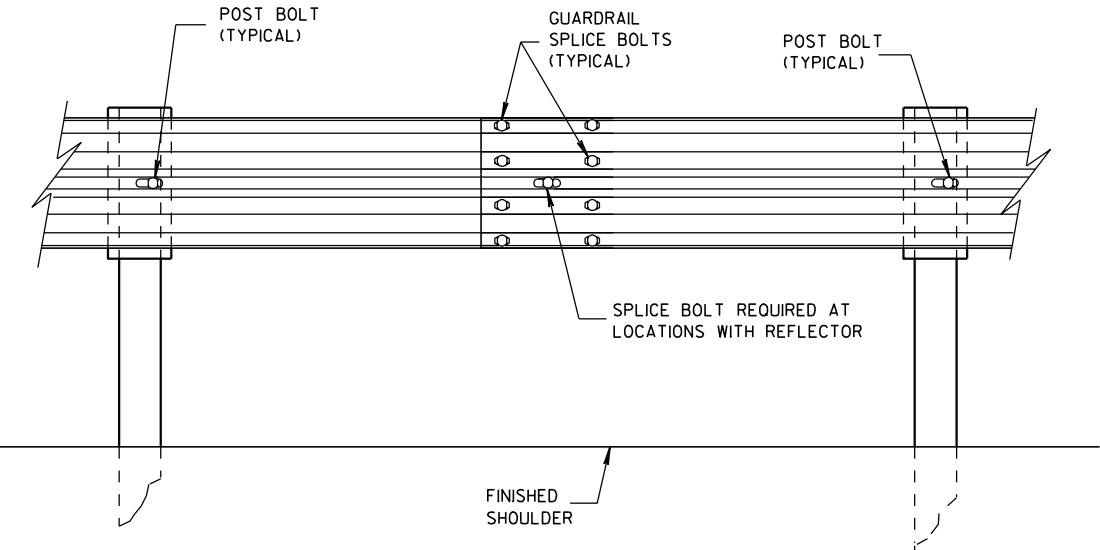 POST BOLT
(TYPICAL)
GUARDRAIL
SPLICE BOLTS
(TYPICAL)
POST BOLT
(TYPICAL)
SPLICE BOLT REQUIRED AT
LOCATIONS WITH REFLECTOR
FINISHED
SHOULDER